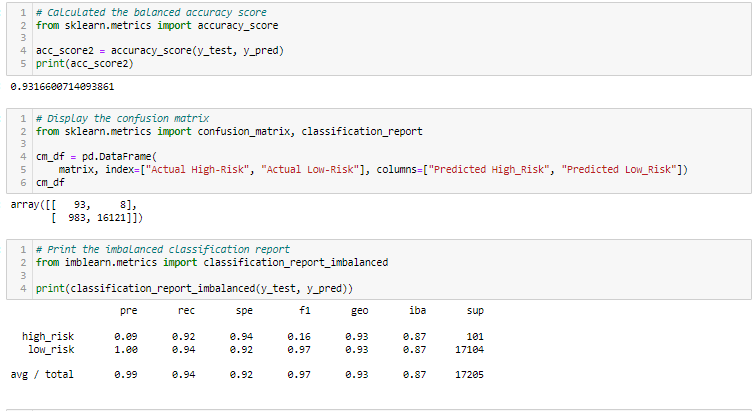 1 # Calculated the balanced accuracy score
2 from sklearn.metrics import accuracy_score
3
4 acc_score2 = accuracy_score(y_test, y_pred)
5 print(acc_score2)
0.9316600714093861
1 # Display the confusion matrix
2 from sklearn.metrics import confusion_matrix, classification_report
3
4 cm_df = pd.DataFrame(
5 matrix, index=["Actual High-Risk", "Actual Low-Risk"], columns=["Predicted High_Risk", "Predicted Low_Risk"])
6 cm_df
array([[ 93, 8],
[ 983, 16121]])
1 # Print the imbalanced classification report
2 from imblearn.metrics import classification_report_imbalanced
3
4 print(classification_report_imbalanced(y_test, y_pred))
pre rec spe f1 geo iba sup
high_risk 0.09 0.92 0.94 0.16 0.93 0.87 101
low_risk 1.00 0.94 0.92 0.97 0.93 0.87 17104
avg / total 0.99 0.94 0.92 0.97 0.93 0.87 17205